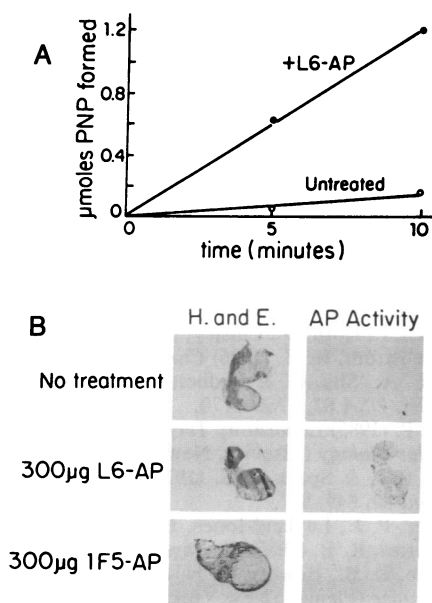 A
µmoles PNP formed
1.2
0.8
0.4
0
+L6-AP
Untreated
0
5
10
time (minutes)
B
H. and E.
AP Activity
No treatment
300µg L6-AP
300µg 1F5-AP